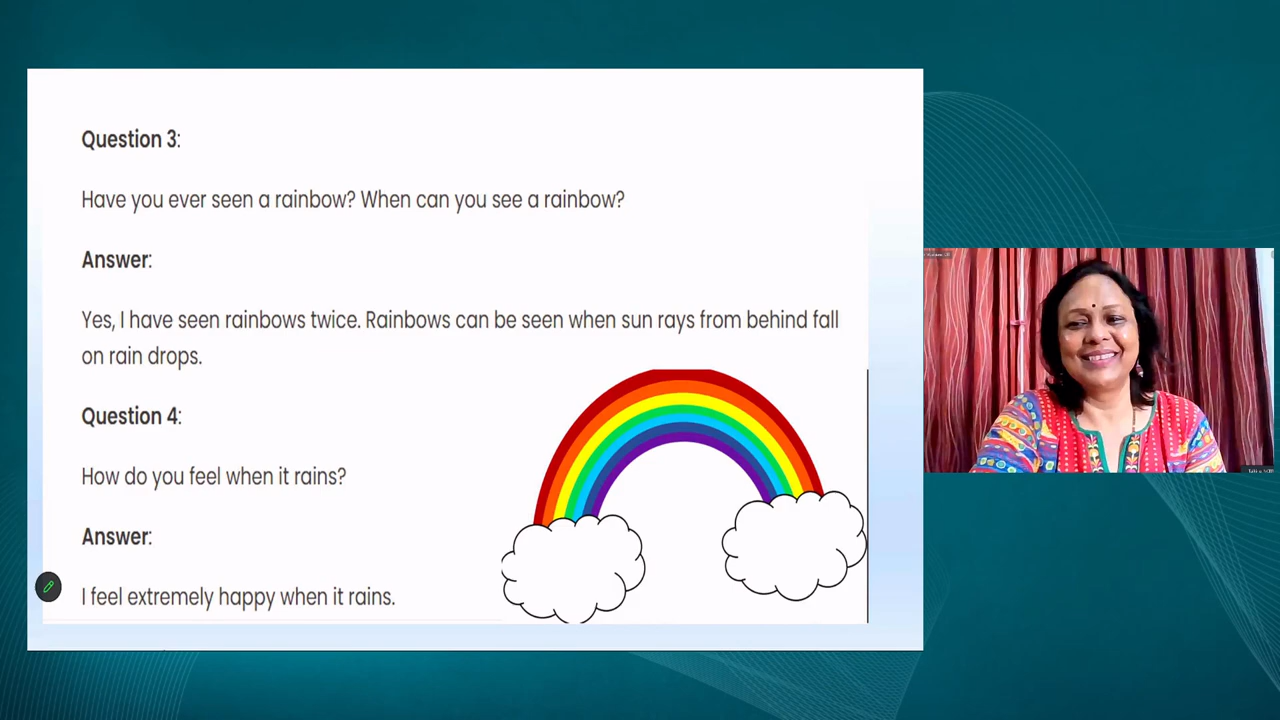 Question 3:
Have you ever seen a rainbow? When can you see a rainbow?
Answer:
Yes, I have seen rainbows twice. Rainbows can be seen when sun rays from behind fall
on rain drops.
Question 4:
How do you feel when it rains?
Answer:
I feel extremely happy when it rains.